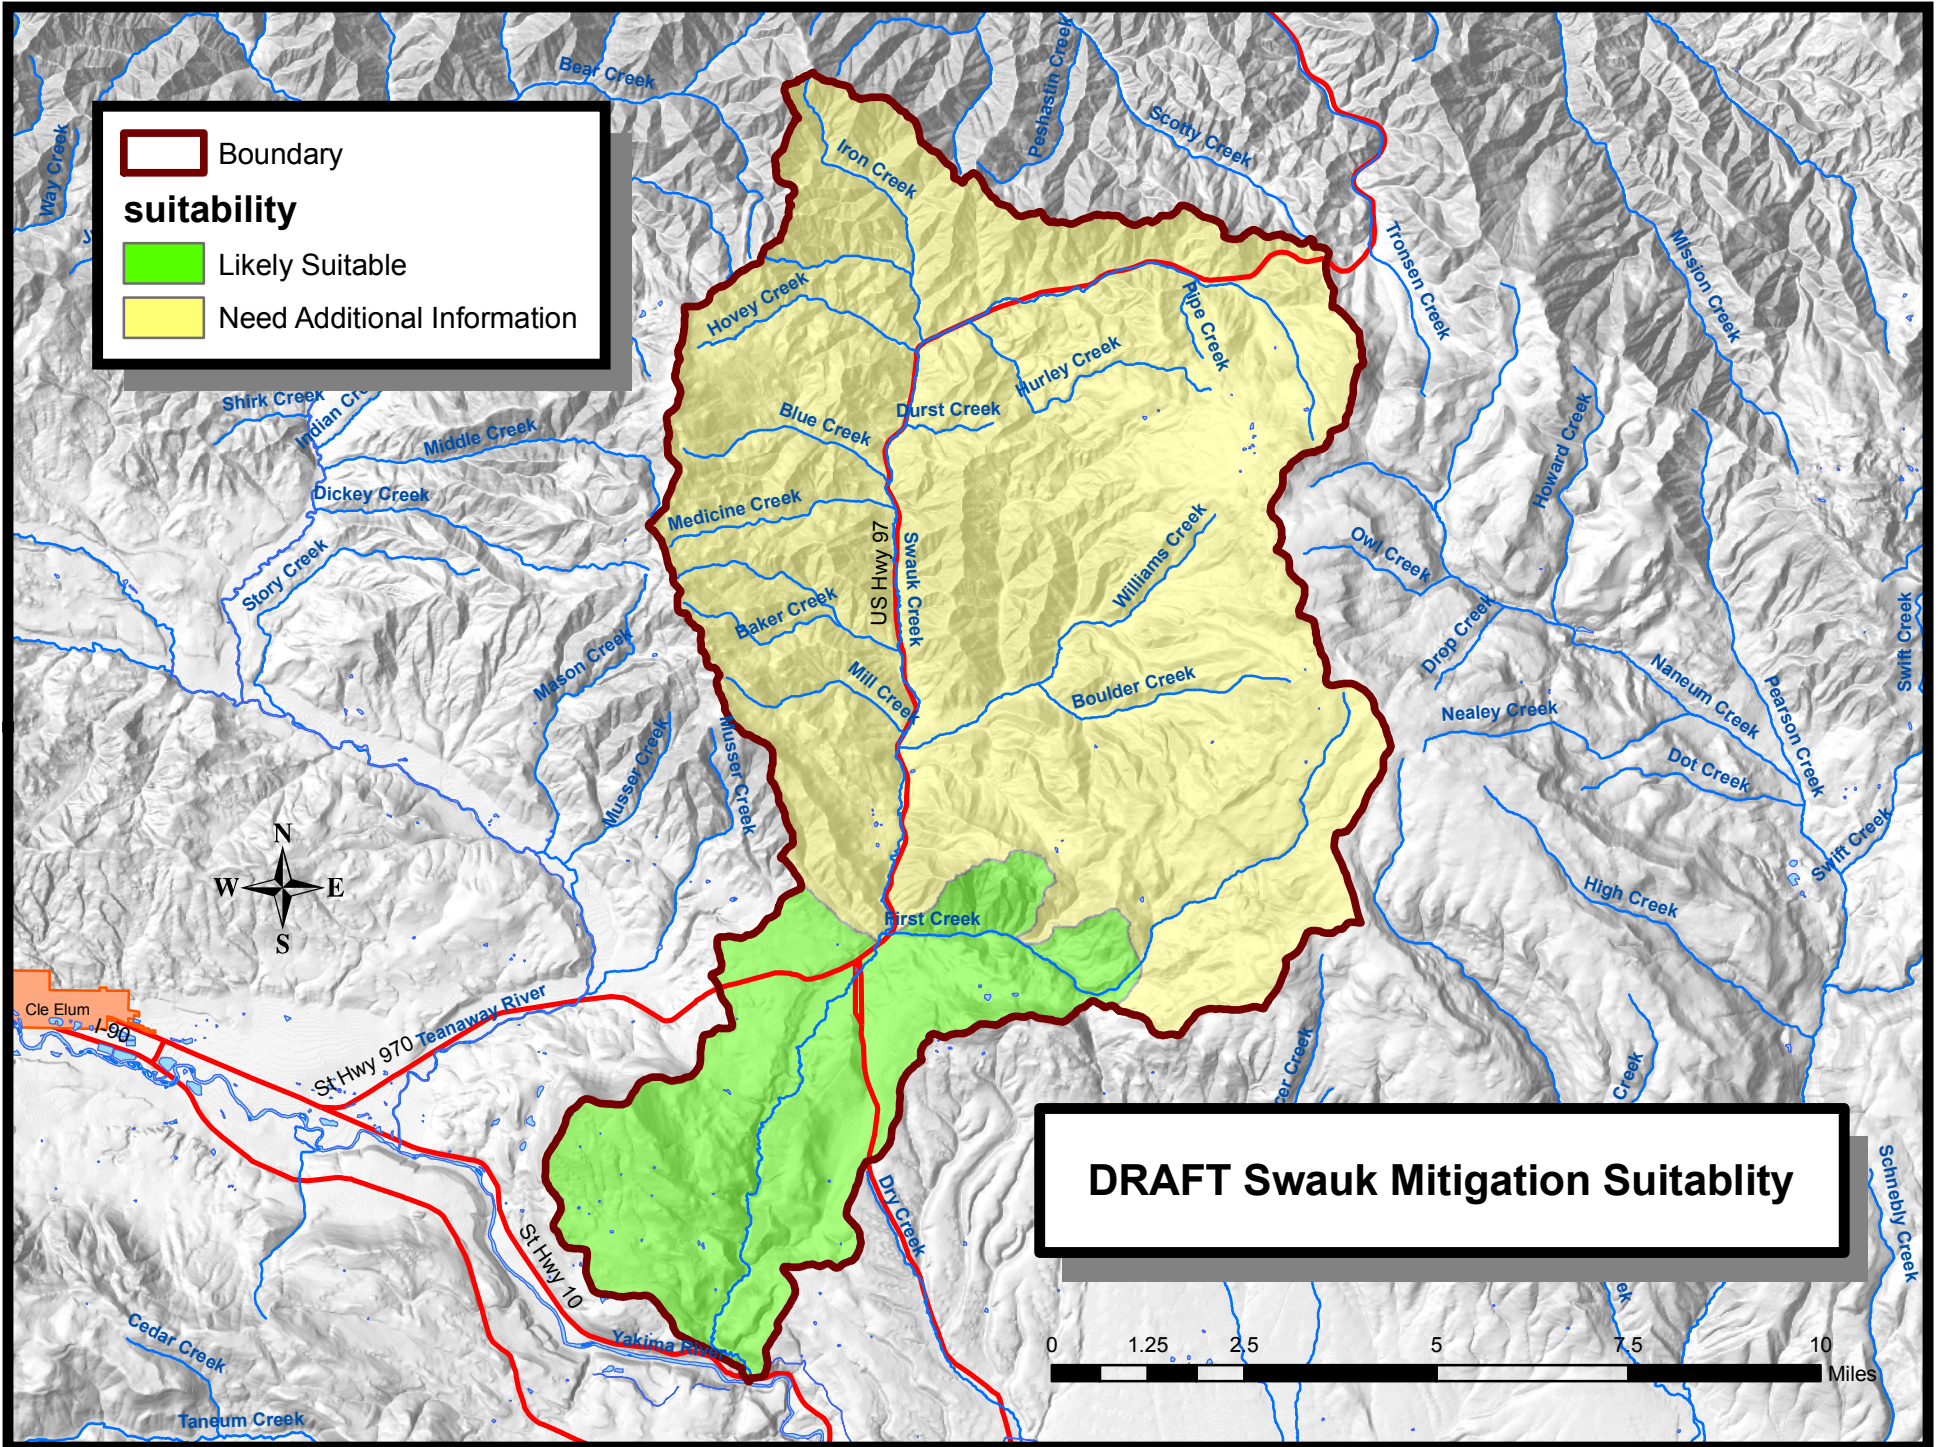 Bear Creek
Peshastin Creek
Scotty Creek
Way Creek
Boundary
suitability
Likely Suitable
Need Additional Information
Iron Creek
Tronsen Creek
Mission Creek
Hovey Creek
Pipe Creek
Hurley Creek
Shirk Creek
Indian Cre
Middle Creek
Blue Creek
Durst Creek
Howard Creek
Dickey Creek
Medicine Creek
US Hwy 97
Swauk Creek
Williams Creek
Owl Creek
Story Creek
Baker Creek
Drop Creek
Swift Creek
Mason Creek
Mill Creek
Boulder Creek
Naneum Creek
Pearson Creek
Nealey Creek
Musser Creek
Musser Creek
Dot Creek
N
W
E
S
Swift Creek
High Creek
First Creek
Cle Elum
I-90
Teanaway River
St Hwy 970
cer Creek
Creek
DRAFT Swauk Mitigation Suitablity
Schnebly Creek
Dry Creek
St Hwy 10
ek
Yakima River
Cedar Creek
Taneum Creek
0 1.25 2.5 5 7.5 10
Miles